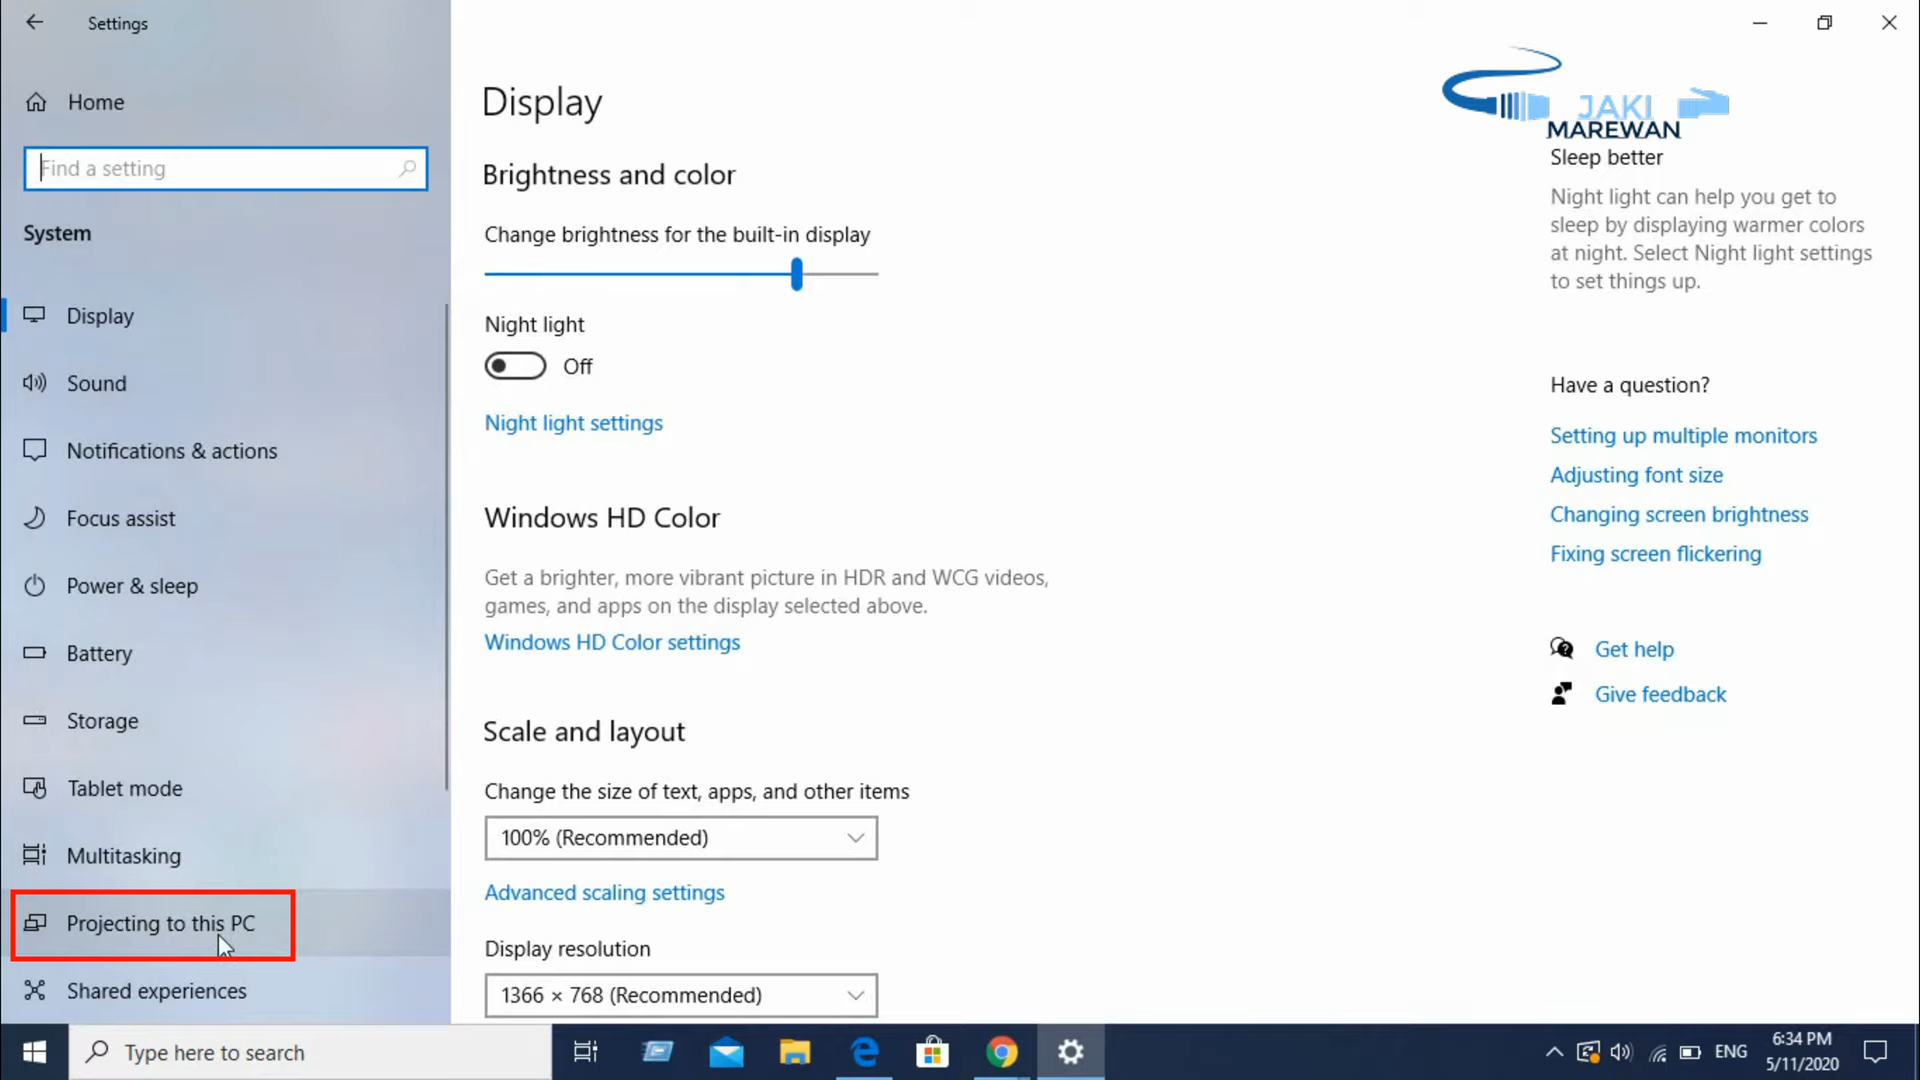 Settings
Home
Find a setting
System
Display
Sound
Notifications & actions
Focus assist
Power & sleep
Battery
Storage
Tablet mode
Multitasking
Projecting to this PC
Shared experiences
Display
Brightness and color
Change brightness for the built-in display
Night light
Off
Night light settings
Windows HD Color
Get a brighter, more vibrant picture in HDR and WCG videos,
games, and apps on the display selected above.
Windows HD Color settings
Scale and layout
Change the size of text, apps, and other items
100% (Recommended)
Advanced scaling settings
Display resolution
1366 × 768 (Recommended)
JAKI
MAREWAN
Sleep better
Night light can help you get to
sleep by displaying warmer colors
at night. Select Night light settings
to set things up.
Have a question?
Setting up multiple monitors
Adjusting font size
Changing screen brightness
Fixing screen flickering
Get help
Give feedback
Type here to search
ENG
6:34 PM
5/11/2020